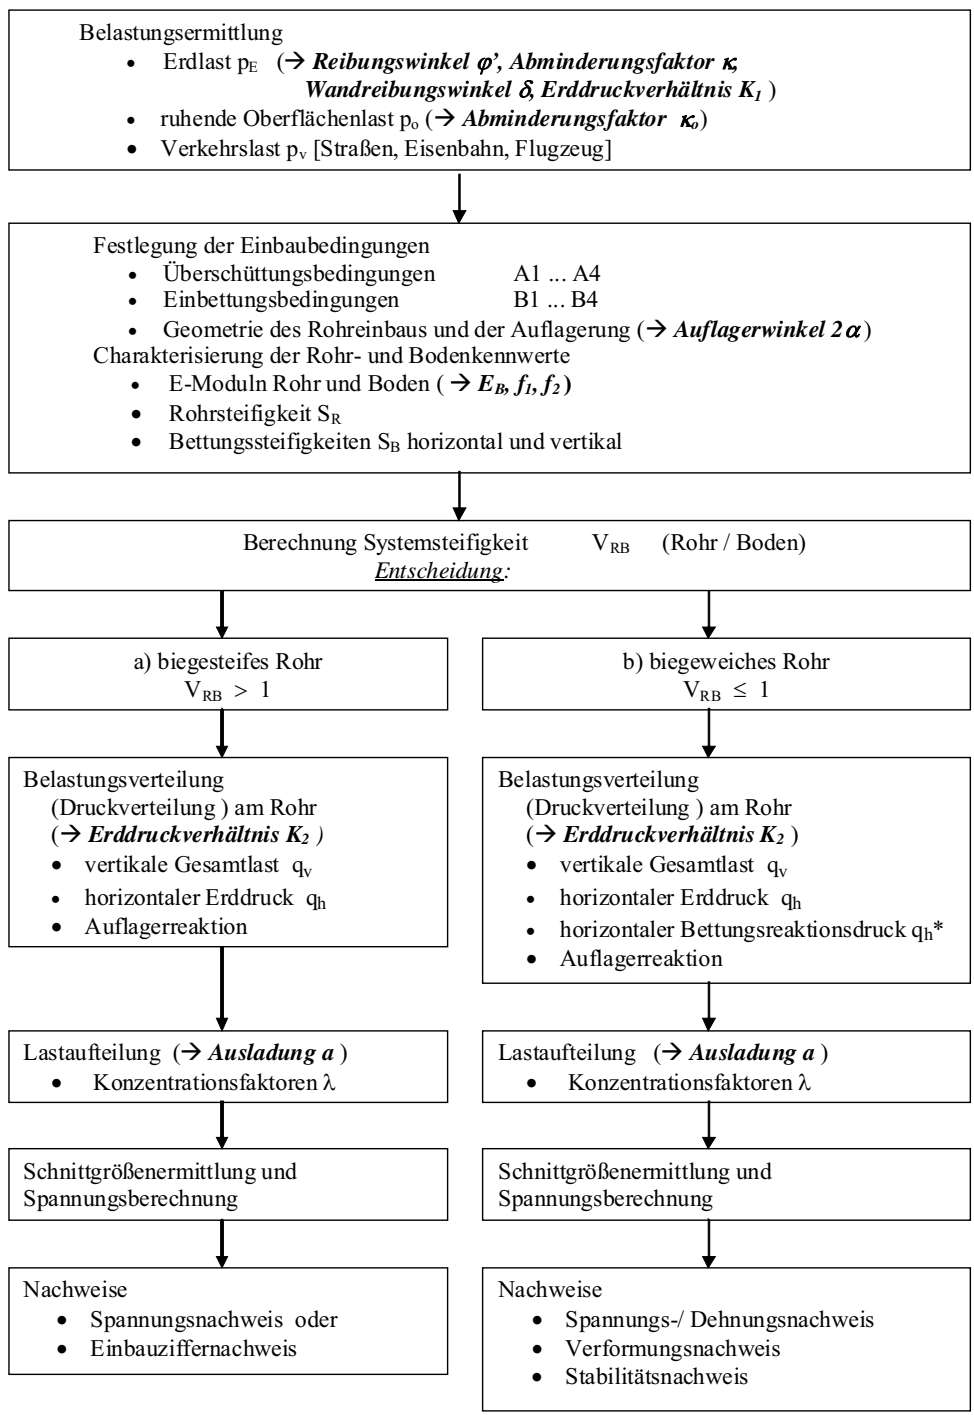 Belastungsermittlung
• Erdlast pE (→ Reibungswinkel φ’, Abminderungsfaktor κ,
Wandreibungswinkel δ, Erddruckverhältnis K1 )
• ruhende Oberflächenlast po (→ Abminderungsfaktor κo)
• Verkehrslast pv [Straßen, Eisenbahn, Flugzeug]
Festlegung der Einbaubedingungen
• Überschüttungsbedingungen A1 ... A4
• Einbettungsbedingungen B1 ... B4
• Geometrie des Rohreinbaus und der Auflagerung (→ Auflagerwinkel 2α)
Charakterisierung der Rohr- und Bodenkennwerte
• E-Moduln Rohr und Boden ( → EB, f1, f2 )
• Rohrsteifigkeit SR
• Bettungssteifigkeiten SB horizontal und vertikal
Berechnung Systemsteifigkeit VRB (Rohr / Boden)
Entscheidung:
a) biegesteifes Rohr
VRB > 1
Belastungsverteilung
(Druckverteilung ) am Rohr
(→ Erddruckverhältnis K2 )
• vertikale Gesamtlast qv
• horizontaler Erddruck qh
• Auflagerreaktion
Lastaufteilung (→ Ausladung a )
• Konzentrationsfaktoren λ
Schnittgrößenermittlung und
Spannungsberechnung
Nachweise
• Spannungsnachweis oder
• Einbauziffernachweis
b) biegeweiches Rohr
VRB ≤ 1
Belastungsverteilung
(Druckverteilung ) am Rohr
(→ Erddruckverhältnis K2 )
• vertikale Gesamtlast qv
• horizontaler Erddruck qh
• horizontaler Bettungsreaktionsdruck qh*
• Auflagerreaktion
Lastaufteilung (→ Ausladung a )
• Konzentrationsfaktoren λ
Schnittgrößenermittlung und
Spannungsberechnung
Nachweise
• Spannungs-/ Dehnungsnachweis
• Verformungsnachweis
• Stabilitätsnachweis